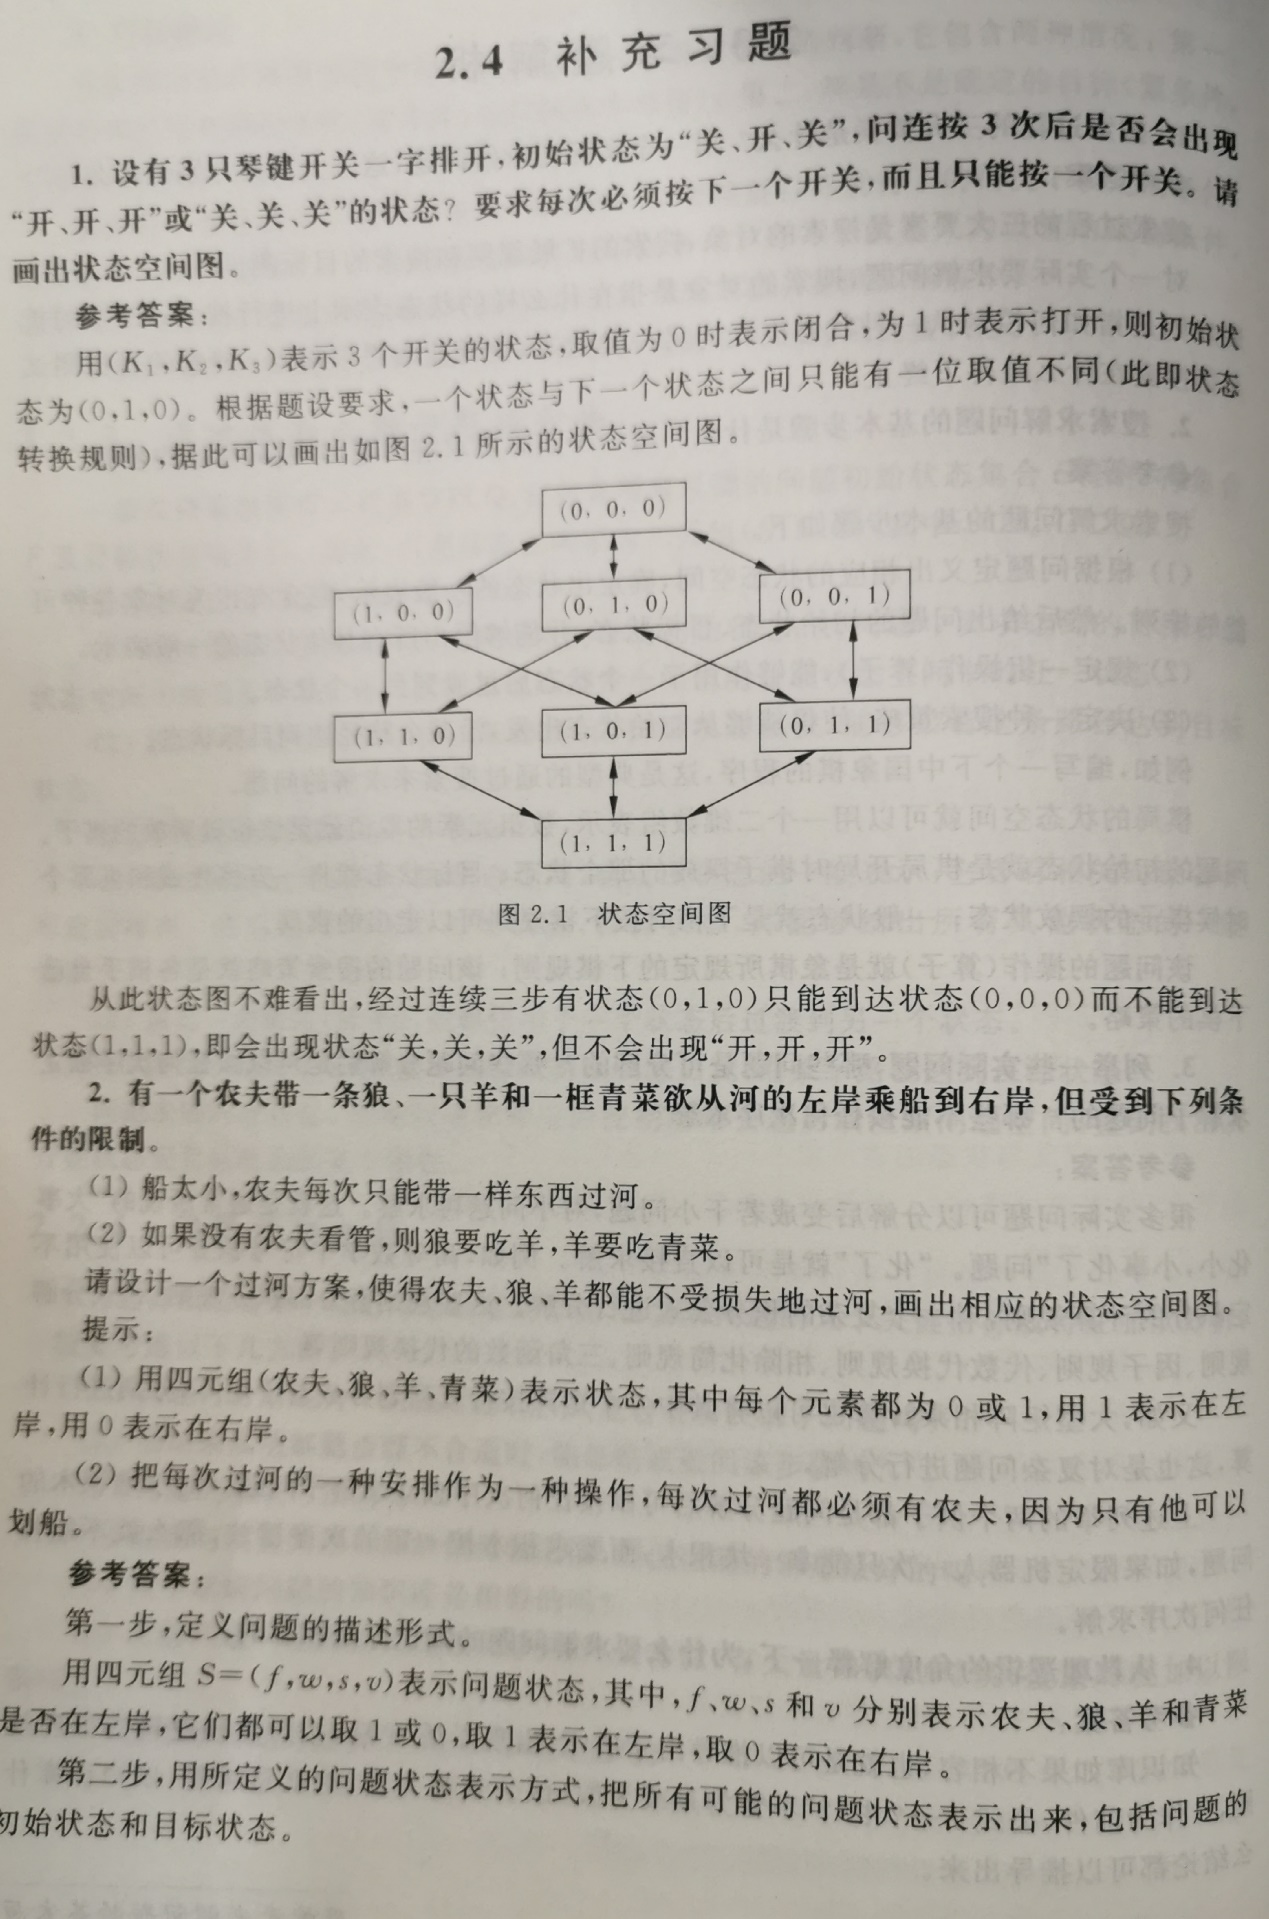 2.4 补充习题
1. 设有3只琴键开关一字排开,初始状态为“关、开、关”,问连按3次后是否会出现
“开、开、开”或“关、关、关”的状态?要求每次必须按下一个开关,而且只能按一个开关。请
画出状态空间图。
参考答案:
用(K₁,K₂,K₃)表示3个开关的状态,取值为0时表示闭合,为1时表示打开,则初始状
态为(0,1,0)。根据题设要求,一个状态与下一个状态之间只能有一位取值不同(此即状态
转换规则),据此可以画出如图2.1所示的状态空间图。
(0, 0, 0)
(1, 0, 0) (0, 1, 0) (0, 0, 1)
(1, 1, 0) (1, 0, 1) (0, 1, 1)
(1, 1, 1)
图2.1 状态空间图
从此状态图不难看出,经过连续三步有状态(0,1,0)只能到达状态(0,0,0)而不能到达
状态(1,1,1),即会出现状态“关,关,关”,但不会出现“开,开,开”。
2. 有一个农夫带一条狼、一只羊和一框青菜欲从河的左岸乘船到右岸,但受到下列条
件的限制。
(1) 船太小,农夫每次只能带一样东西过河。
(2) 如果没有农夫看管,则狼要吃羊,羊要吃青菜。
请设计一个过河方案,使得农夫、狼、羊都能不受损失地过河,画出相应的状态空间图。
提示:
(1) 用四元组(农夫、狼、羊、青菜)表示状态,其中每个元素都为0或1,用1表示在左
岸,用0表示在右岸。
(2) 把每次过河的一种安排作为一种操作,每次过河都必须有农夫,因为只有他可以
划船。
参考答案:
第一步,定义问题的描述形式。
用四元组S=(f,w,s,v)表示问题状态,其中,f、w、s和v分别表示农夫、狼、羊和青菜
是否在左岸,它们都可以取1或0,取1表示在左岸,取0表示在右岸。
第二步,用所定义的问题状态表示方式,把所有可能的问题状态表示出来,包括问题的
初始状态和目标状态。